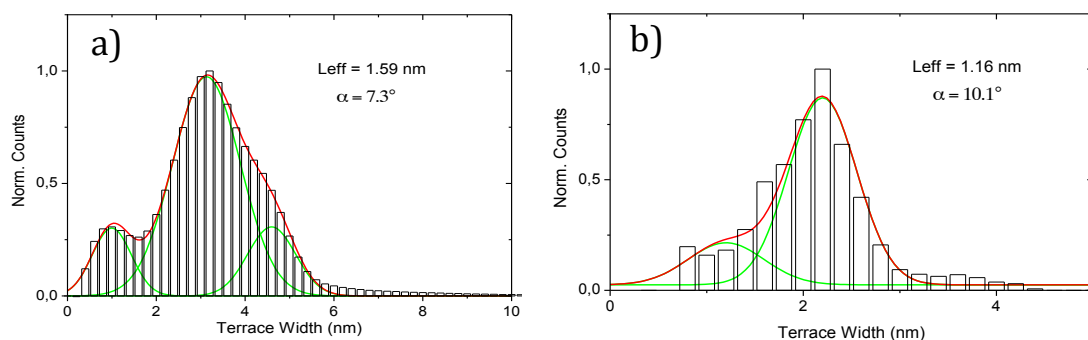 a)
Leff = 1.59 nm
α = 7.3°
Norm. Counts
1,0
0,5
0,0
0 2 4 6 8 10
Terrace Width (nm)
b)
Leff = 1.16 nm
α = 10.1°
Norm. Counts
1,0
0,5
0,0
0 2 4
Terrace Width (nm)